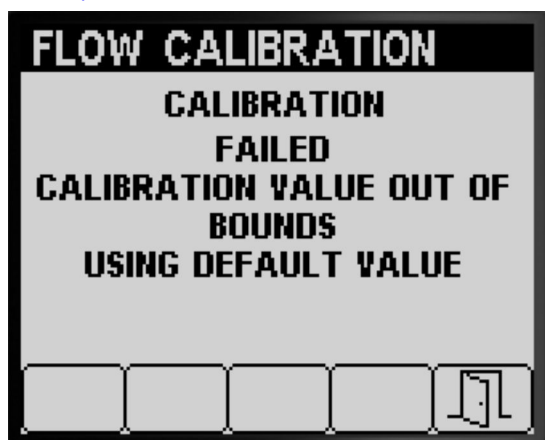 FLOW CALIBRATION
CALIBRATION
FAILED
CALIBRATION VALUE OUT OF
BOUNDS
USING DEFAULT VALUE